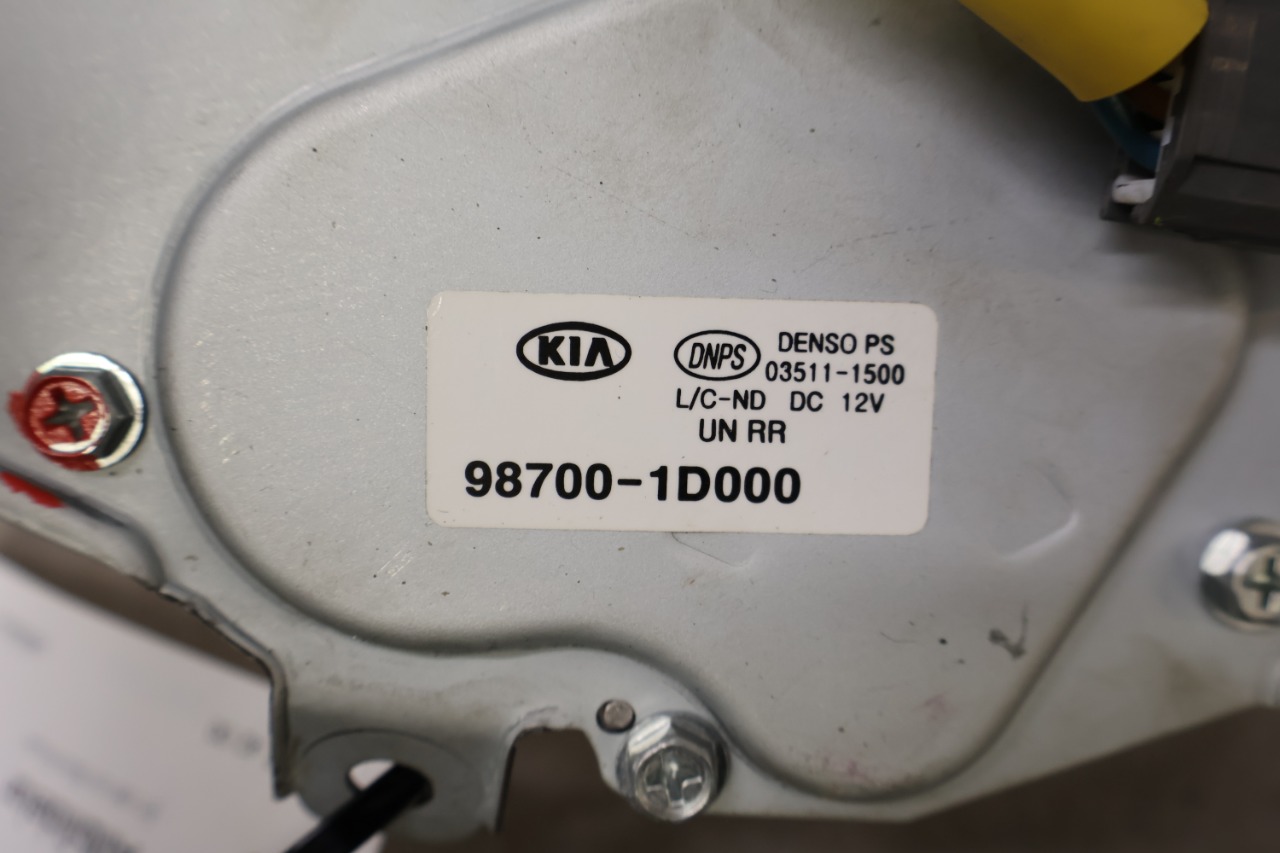 KIA
DNPS DENSO PS
03511-1500
L/C-ND DC 12V
UN RR
98700-1D000